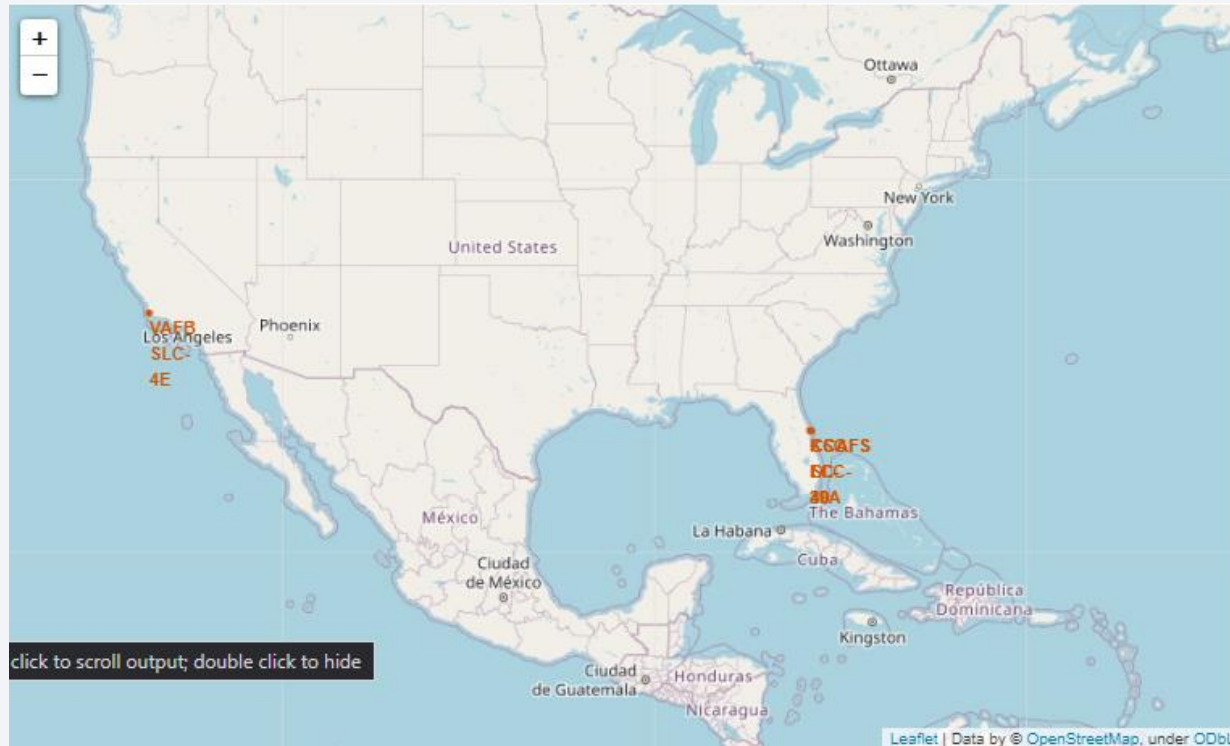 +
−
Ottawa
New York
Washington
United States
VAFB
SLC-
4E
Los Angeles
Phoenix
The Bahamas
La Habana
México
Cuba
Ciudad
de México
República
Dominicana
Kingston
click to scroll output; double click to hide
Ciudad
de Guatemala
Honduras
Nicaragua
Leaflet | Data by © OpenStreetMap, under ODbL